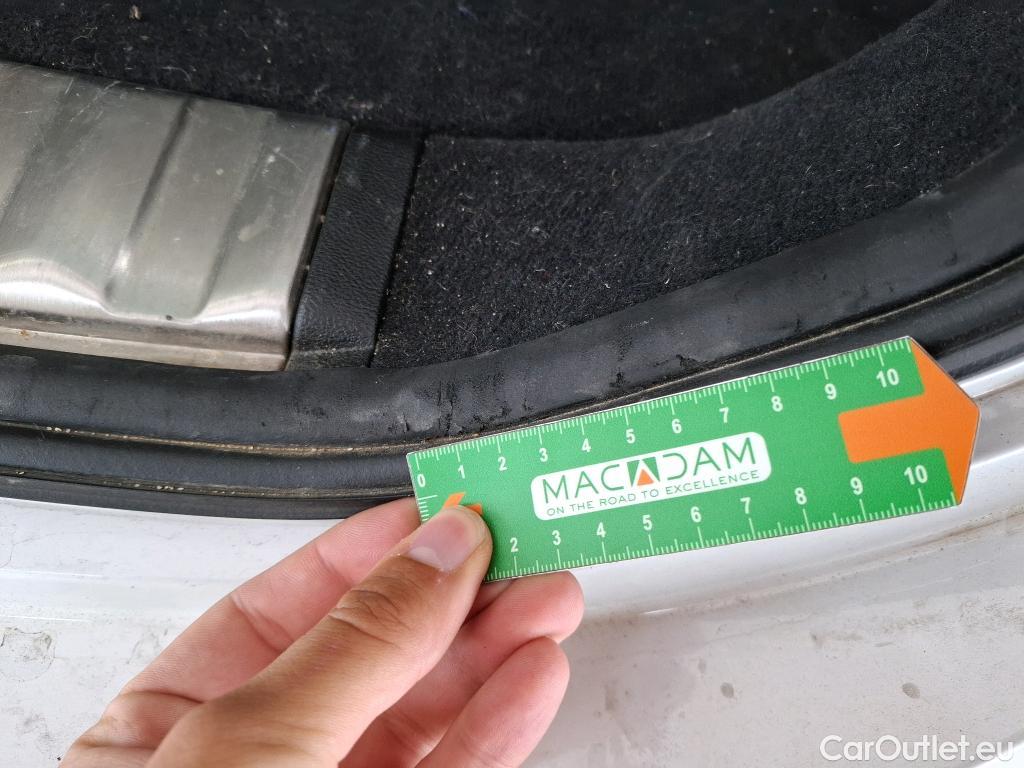 0 1 2 3 4 5 6 7 8 9 10
MACADAM
ON THE ROAD TO EXCELLENCE
2 3 4 5 6 7 8 9 10
CarOutlet.eu